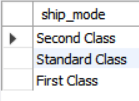 ship_mode
Second Class
Standard Class
First Class